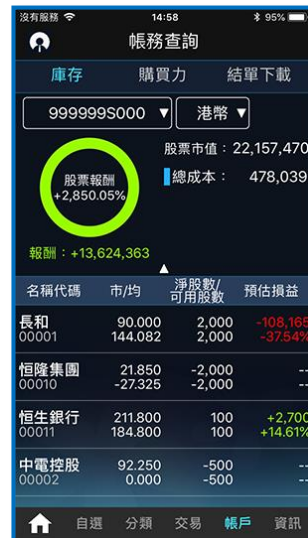 沒有服務 14:58 95%
帳務查詢
庫存 購買力 結單下載
999999S000 ▼ 港幣 ▼
股票市值：22,157,470
股票報酬
+2,850.05%
總成本： 478,039
報酬：+13,624,363
名稱代碼 市/均 淨股數/可用股數 預估損益
長和 90.000 2,000 -108,165
00001 144.082 2,000 -37.54%
恒隆集團 21.850 -2,000 --
00010 -27.325 -2,000 --
恒生銀行 211.800 100 +2,700
00011 184.800 100 +14.61%
中電控股 92.250 -500 --
00002 0.000 -500 --
自選 分類 交易 帳戶 資訊